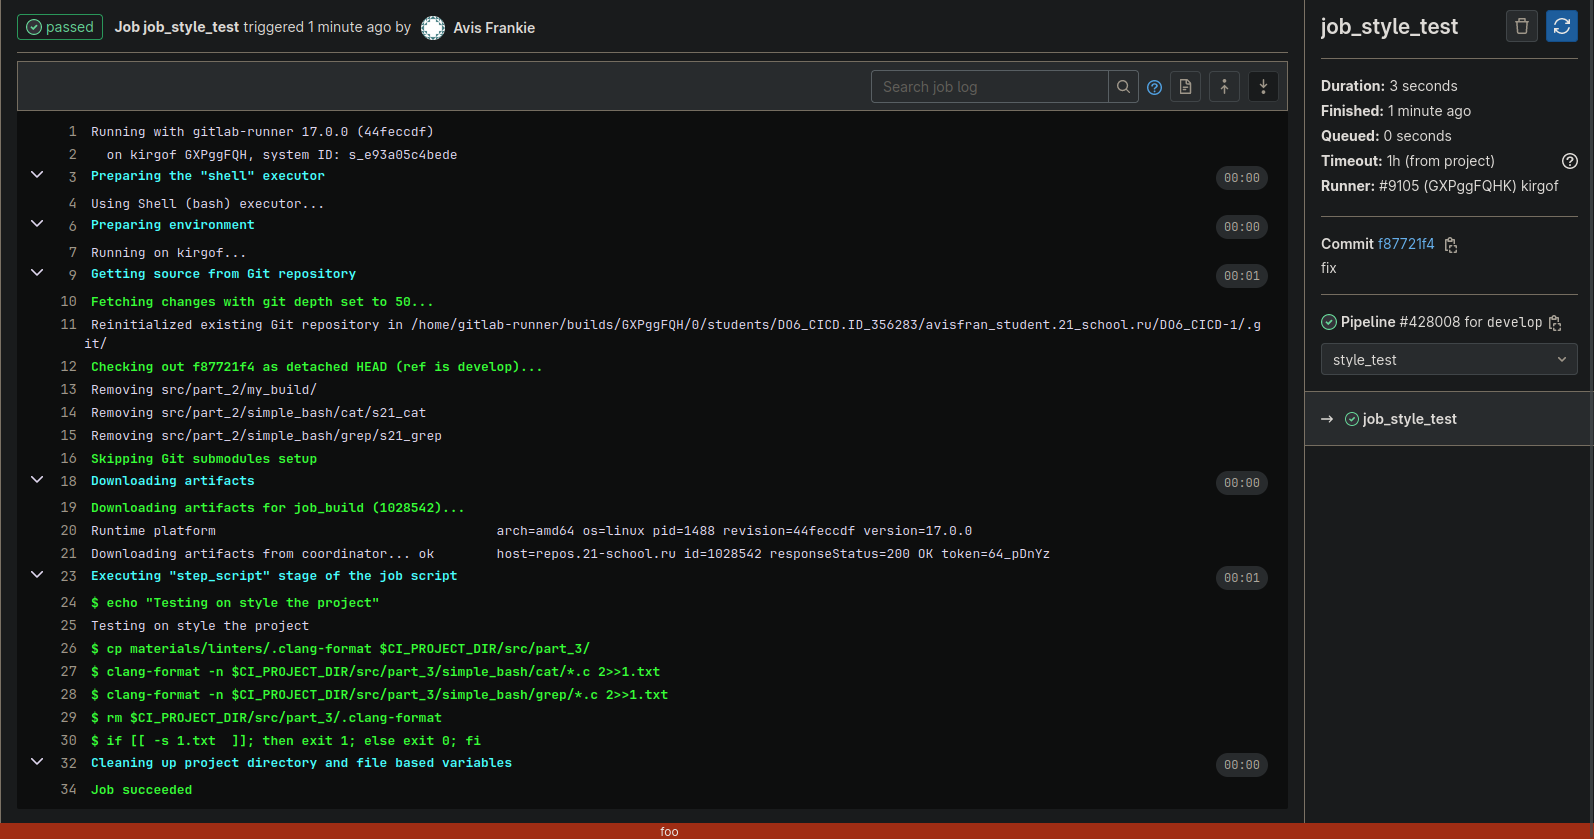 passed Job job_style_test triggered 1 minute ago by Avis Frankie
Search job log
1 Running with gitlab-runner 17.0.0 (44feccdf)
2 on kirgof GXPggFQH, system ID: s_e93a05c4bede
3 Preparing the "shell" executor 00:00
4 Using Shell (bash) executor...
6 Preparing environment 00:00
7 Running on kirgof...
9 Getting source from Git repository 00:01
10 Fetching changes with git depth set to 50...
11 Reinitialized existing Git repository in /home/gitlab-runner/builds/GXPggFQH/0/students/DO6_CICD.ID_356283/avisfran_student.21_school.ru/DO6_CICD-1/.g
it/
12 Checking out f87721f4 as detached HEAD (ref is develop)...
13 Removing src/part_2/my_build/
14 Removing src/part_2/simple_bash/cat/s21_cat
15 Removing src/part_2/simple_bash/grep/s21_grep
16 Skipping Git submodules setup
18 Downloading artifacts 00:00
19 Downloading artifacts for job_build (1028542)...
20 Runtime platform arch=amd64 os=linux pid=1488 revision=44feccdf version=17.0.0
21 Downloading artifacts from coordinator... ok host=repos.21-school.ru id=1028542 responseStatus=200 OK token=64_pDnYz
23 Executing "step_script" stage of the job script 00:01
24 $ echo "Testing on style the project"
25 Testing on style the project
26 $ cp materials/linters/.clang-format $CI_PROJECT_DIR/src/part_3/
27 $ clang-format -n $CI_PROJECT_DIR/src/part_3/simple_bash/cat/*.c 2>>1.txt
28 $ clang-format -n $CI_PROJECT_DIR/src/part_3/simple_bash/grep/*.c 2>>1.txt
29 $ rm $CI_PROJECT_DIR/src/part_3/.clang-format
30 $ if [[ -s 1.txt  ]]; then exit 1; else exit 0; fi
32 Cleaning up project directory and file based variables 00:00
34 Job succeeded
job_style_test
Duration: 3 seconds
Finished: 1 minute ago
Queued: 0 seconds
Timeout: 1h (from project)
Runner: #9105 (GXPggFQHK) kirgof
Commit f87721f4
fix
Pipeline #428008 for develop
style_test
→ job_style_test
foo